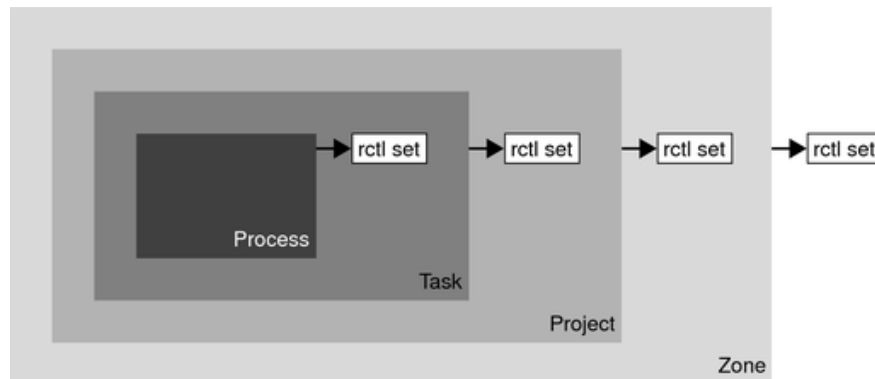 rctl set
rctl set
rctl set
rctl set
Process
Task
Project
Zone